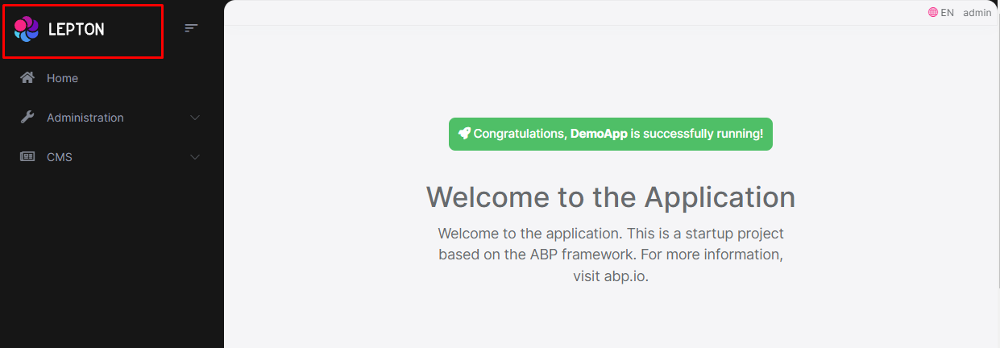 LEPTON
EN admin
Home
Administration
CMS
Congratulations, DemoApp is successfully running!
Welcome to the Application
Welcome to the application. This is a startup project
based on the ABP framework. For more information,
visit abp.io.